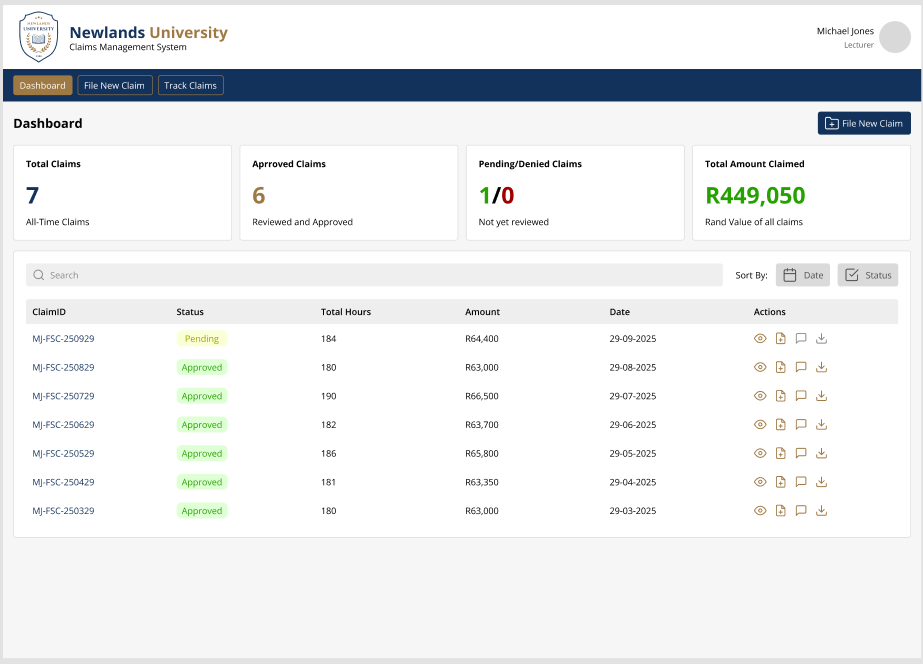 NEWLANDS
UNIVERSITY
Newlands University
Claims Management System
Michael Jones
Lecturer
Dashboard File New Claim Track Claims
Dashboard
File New Claim
Total Claims
7
All-Time Claims
Aprroved Claims
6
Reviewed and Approved
Pending/Denied Claims
1/0
Not yet reviewed
Total Amount Claimed
R449,050
Rand Value of all claims
Search
Sort By: Date Status
ClaimID Status Total Hours Amount Date Actions
MJ-FSC-250929 Pending 184 R64,400 29-09-2025
MJ-FSC-250829 Approved 180 R63,000 29-08-2025
MJ-FSC-250729 Approved 190 R66,500 29-07-2025
MJ-FSC-250629 Approved 182 R63,700 29-06-2025
MJ-FSC-250529 Approved 186 R65,800 29-05-2025
MJ-FSC-250429 Approved 181 R63,350 29-04-2025
MJ-FSC-250329 Approved 180 R63,000 29-03-2025